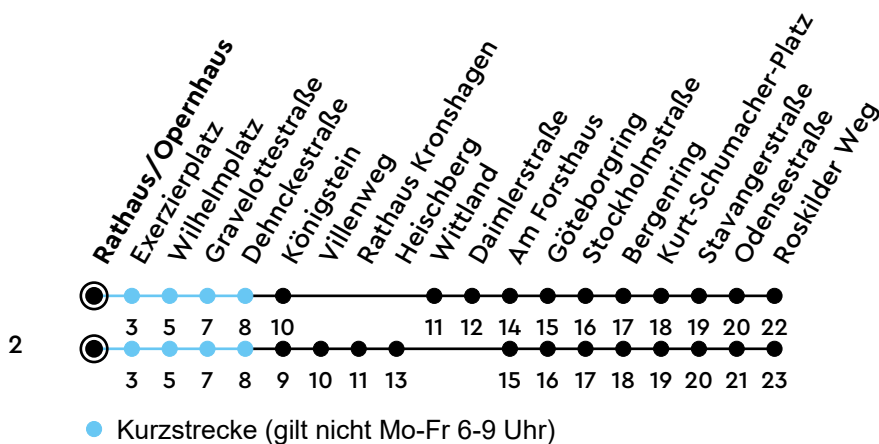 Rathaus/Opernhaus
Exerzierplatz
Wilhelmplatz
Gravelottestraße
Dehnckestraße
Königstein
Villenweg
Rathaus Kronshagen
Heischberg
Wittland
Daimlerstraße
Am Forsthaus
Göteborgring
Stockholmstraße
Bergenring
Kurt-Schumacher-Platz
Stavangerstraße
Odensestraße
Roskilder Weg
3 5 7 8 10 11 12 14 15 16 17 18 19 20 22
2
3 5 7 8 9 10 11 13 15 16 17 18 19 20 21 23
Kurzstrecke (gilt nicht Mo-Fr 6-9 Uhr)